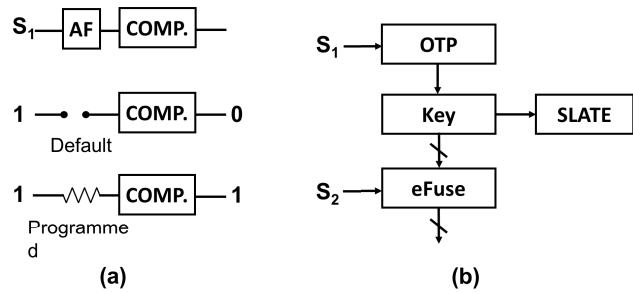 S1 AF COMP.
1 COMP. 0
Default
1 COMP. 1
Programme
d
(a)
S1 OTP
Key SLATE
S2 eFuse
(b)